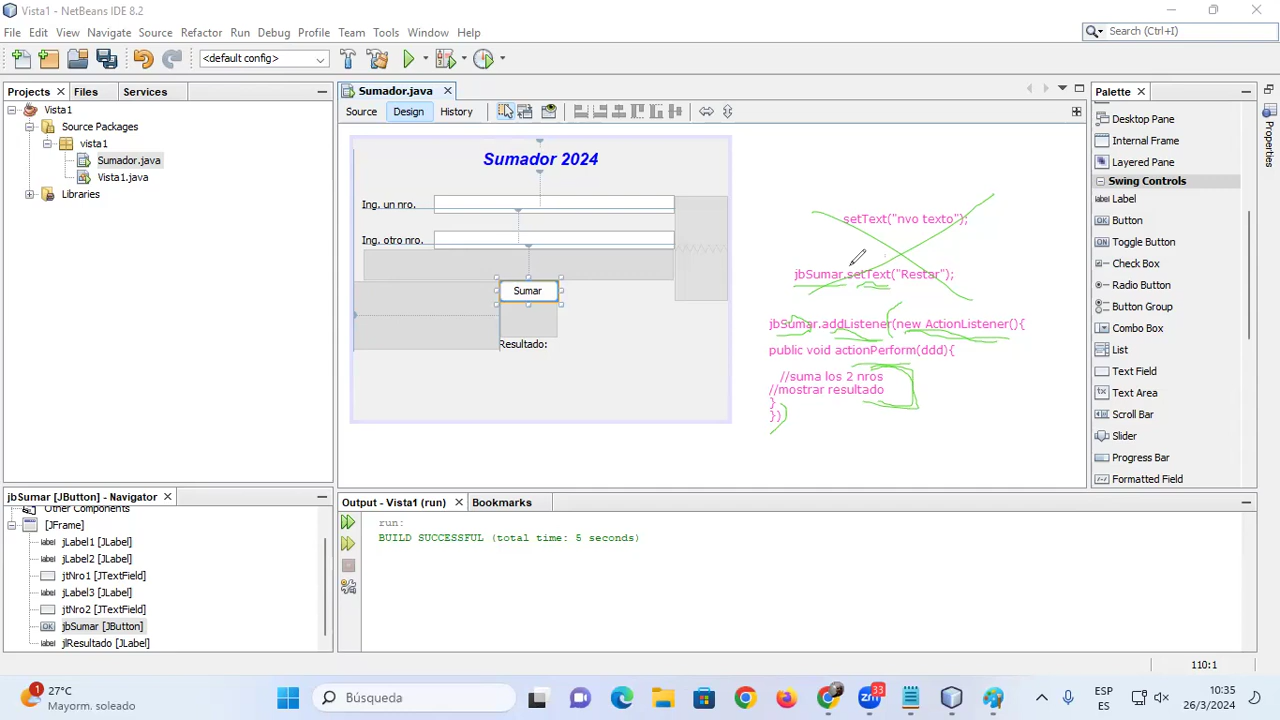 Vista1 - NetBeans IDE 8.2
File Edit View Navigate Source Refactor Run Debug Profile Team Tools Window Help
Search (Ctrl+I)
<default config>
Projects Files Services
Vista1
Source Packages
vista1
Sumador.java
Vista1.java
Libraries
Sumador.java
Source Design History
Sumador 2024
Ing. un nro.
Ing. otro nro.
Sumar
Resultado:
setText("nvo texto");
jbSumar.setText("Restar");
jbSumar.addListener(new ActionListener(){
public void actionPerform(ddd){
//suma los 2 nros
//mostrar resultado
}
})
Palette
Desktop Pane
Internal Frame
Layered Pane
Swing Controls
Label
Button
Toggle Button
Check Box
Radio Button
Button Group
Combo Box
List
Text Field
Text Area
Scroll Bar
Slider
Progress Bar
Formatted Field
Properties
jbSumar [JButton] - Navigator
Other Components
[JFrame]
jLabel1 [JLabel]
jLabel2 [JLabel]
jtNro1 [JTextField]
jLabel3 [JLabel]
jtNro2 [JTextField]
jbSumar [JButton]
jlResultado [JLabel]
Output - Vista1 (run) Bookmarks
run:
BUILD SUCCESSFUL (total time: 5 seconds)
110:1
1
27°C
Mayorm. soleado
Búsqueda
33
ESP
ES
10:35
26/3/2024